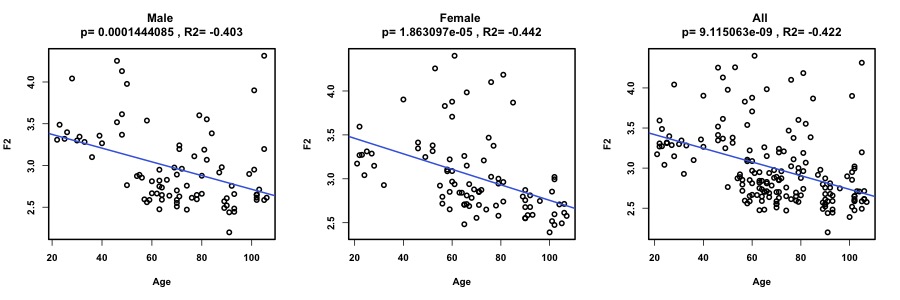 Male
p= 0.0001444085 , R2= -0.403
F2
4.0
3.5
3.0
2.5
20 40 60 80 100
Age
Female
p= 1.863097e-05 , R2= -0.442
F2
4.0
3.5
3.0
2.5
20 40 60 80 100
Age
All
p= 9.115063e-09 , R2= -0.422
F2
4.0
3.5
3.0
2.5
20 40 60 80 100
Age